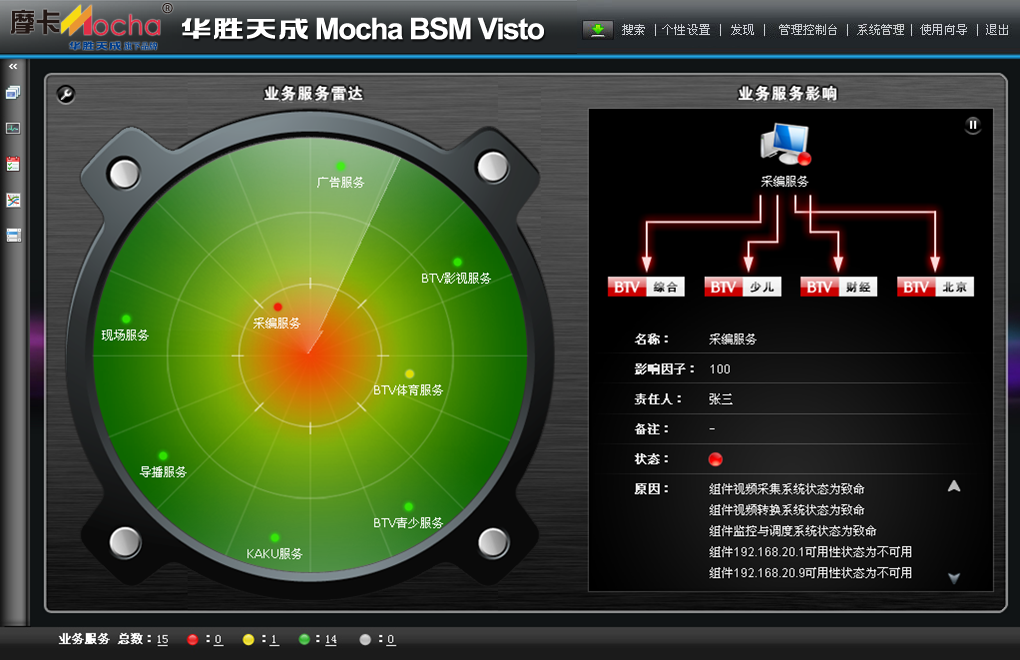 摩卡Mocha®
华胜天成旗下品牌
华胜天成 Mocha BSM Visto
搜索 | 个性设置 | 发现 | 管理控制台 | 系统管理 | 使用向导 | 退出
业务服务雷达
广告服务
BTV影视服务
采编服务
现场服务
BTV体育服务
导播服务
BTV青少服务
KAKU服务
业务服务影响
采编服务
BTV 综合
BTV 少儿
BTV 财经
BTV 北京
名称： 采编服务
影响因子： 100
责任人： 张三
备注： -
状态：
原因： 组件视频采集系统状态为致命
组件视频转换系统状态为致命
组件监控与调度系统状态为致命
组件192.168.20.1可用性状态为不可用
组件192.168.20.9可用性状态为不可用
业务服务 总数：15 ：0 ：1 ：14 ：0